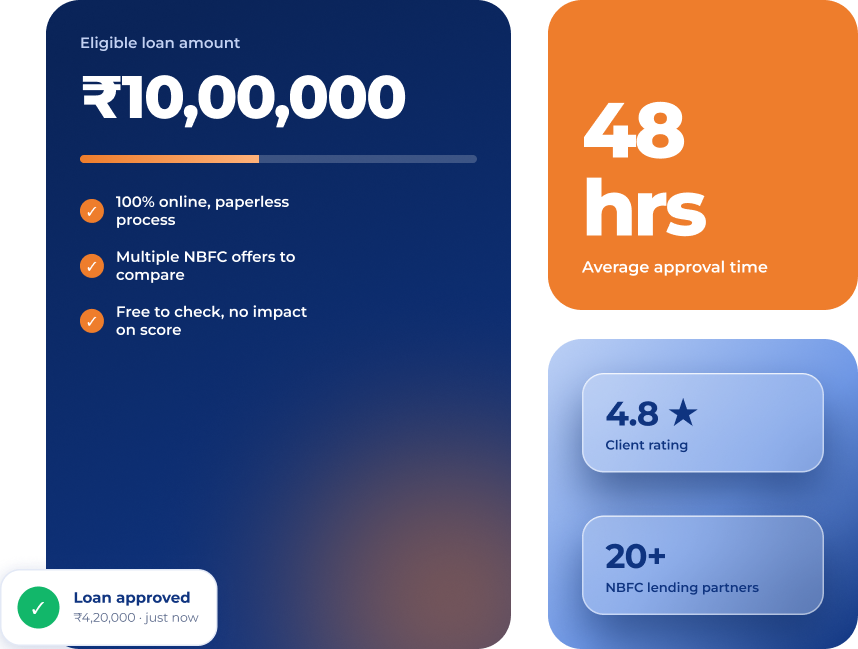 Eligible loan amount
₹10,00,000
✓ 100% online, paperless
process
✓ Multiple NBFC offers to
compare
✓ Free to check, no impact
on score
✓ Loan approved
₹4,20,000 · just now
48
hrs
Average approval time
4.8 ★
Client rating
20+
NBFC lending partners